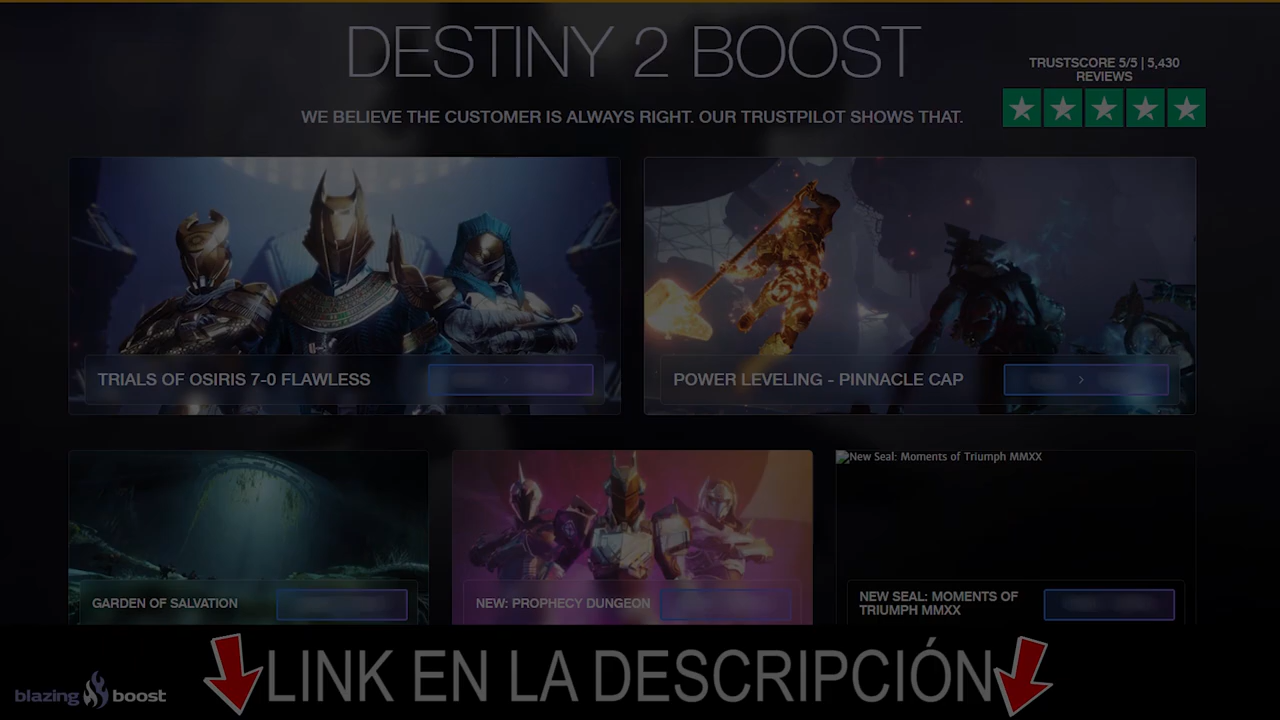 DESTINY 2 BOOST
TRUSTSCORE 5/5 | 5,430
REVIEWS
WE BELIEVE THE CUSTOMER IS ALWAYS RIGHT. OUR TRUSTPILOT SHOWS THAT.
TRIALS OF OSIRIS 7-0 FLAWLESS
POWER LEVELING - PINNACLE CAP
New Seal: Moments of Triumph MMXX
GARDEN OF SALVATION
NEW: PROPHECY DUNGEON
NEW SEAL: MOMENTS OF
TRIUMPH MMXX
LINK EN LA DESCRIPCIÓN
blazing boost